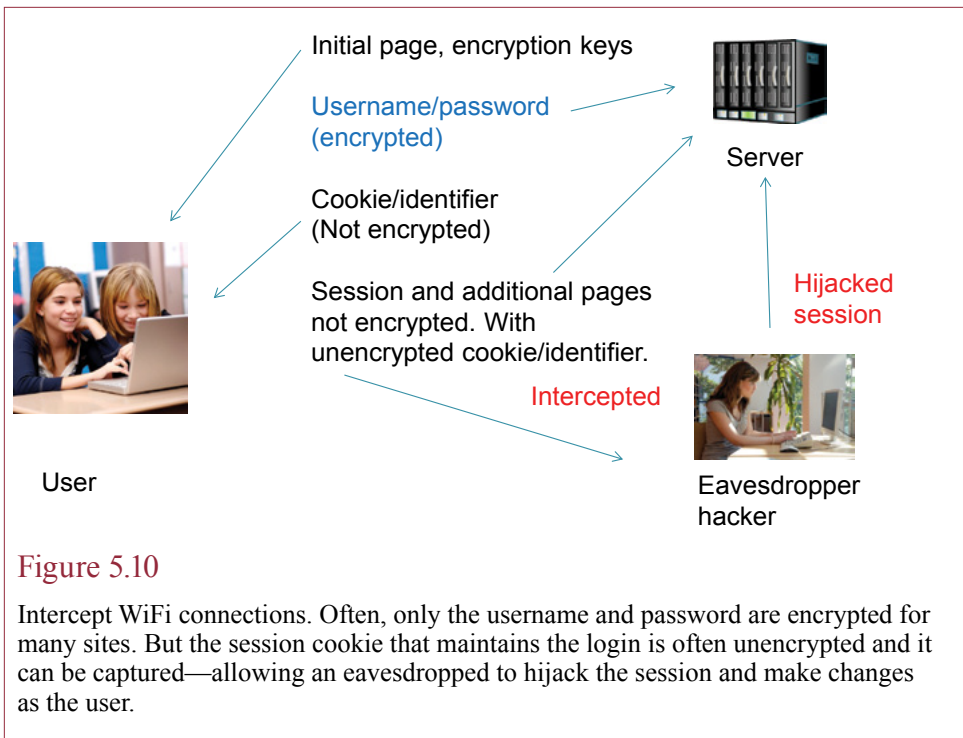 Initial page, encryption keys
Username/password
(encrypted)
Server
Cookie/identifier
(Not encrypted)
Session and additional pages
not encrypted. With
unencrypted cookie/identifier.
Hijacked
session
Intercepted
User
Eavesdropper
hacker
Figure 5.10
Intercept WiFi connections. Often, only the username and password are encrypted for
many sites. But the session cookie that maintains the login is often unencrypted and it
can be captured—allowing an eavesdropped to hijack the session and make changes
as the user.